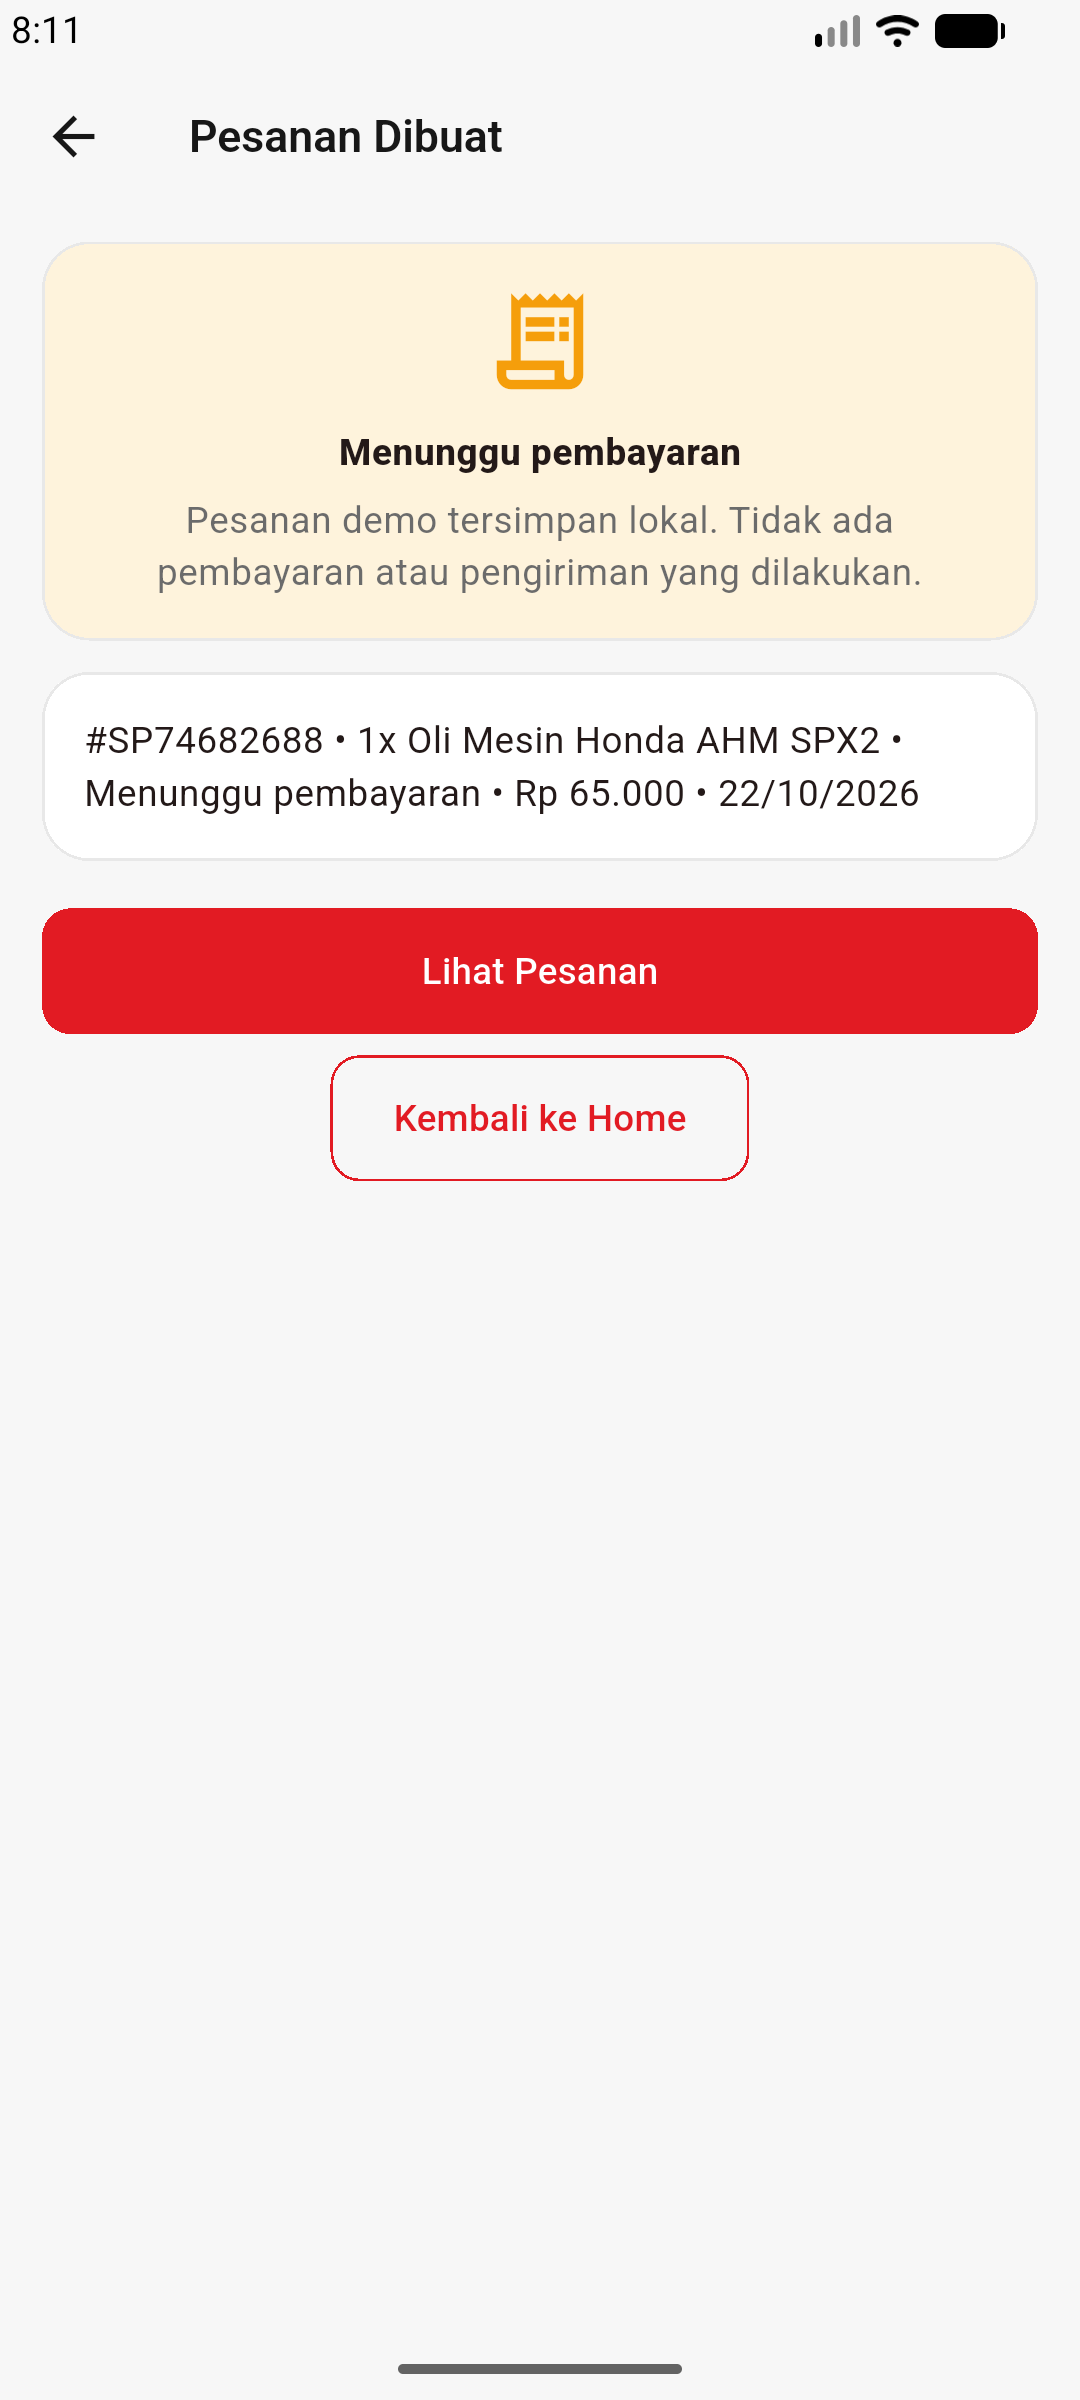 8:11
Pesanan Dibuat
Menunggu pembayaran
Pesanan demo tersimpan lokal. Tidak ada
pembayaran atau pengiriman yang dilakukan.
#SP74682688 • 1x Oli Mesin Honda AHM SPX2 •
Menunggu pembayaran • Rp 65.000 • 22/10/2026
Lihat Pesanan
Kembali ke Home